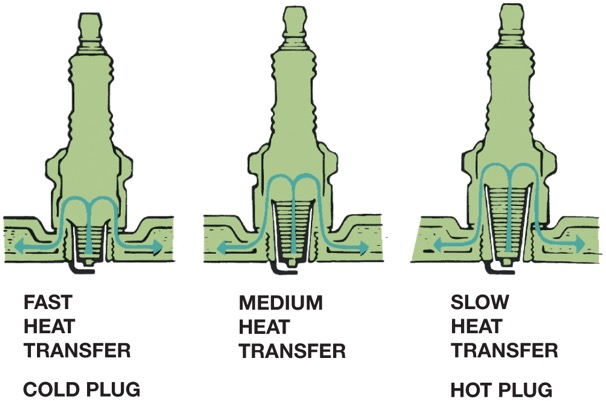 FAST
HEAT
TRANSFER
COLD PLUG
MEDIUM
HEAT
TRANSFER
SLOW
HEAT
TRANSFER
HOT PLUG